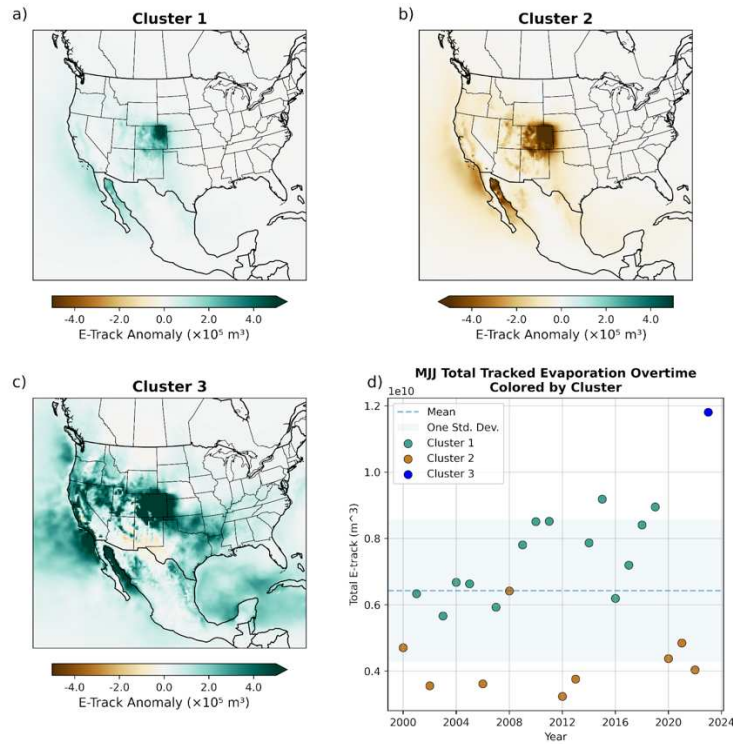 a)
Cluster 1
-4.0 -2.0 0.0 2.0 4.0
E-Track Anomaly (×10⁵ m³)
b)
Cluster 2
-4.0 -2.0 0.0 2.0 4.0
E-Track Anomaly (×10⁵ m³)
c)
Cluster 3
-4.0 -2.0 0.0 2.0 4.0
E-Track Anomaly (×10⁵ m³)
d)
MJJ Total Tracked Evaporation Overtime
Colored by Cluster
1e10
Mean
One Std. Dev.
Cluster 1
Cluster 2
Cluster 3
1.2
1.0
0.8
0.6
0.4
Total E-track (m^3)
2000 2004 2008 2012 2016 2020 2024
Year